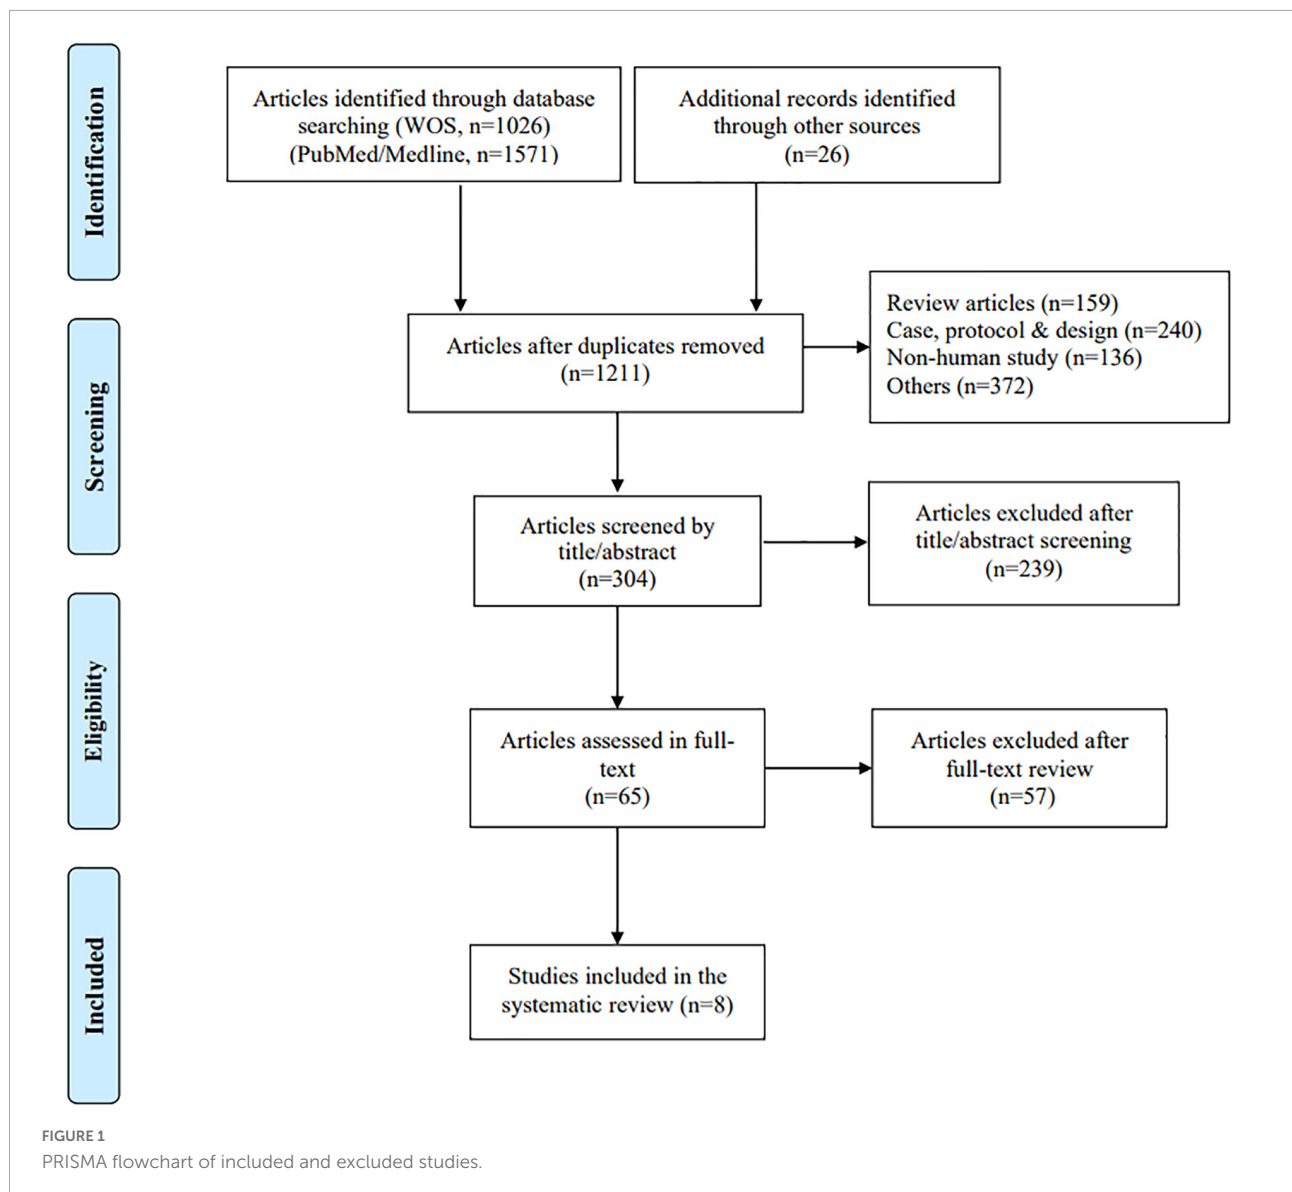 Identification
Articles identified through database
searching (WOS, n=1026)
(PubMed/Medline, n=1571)
Additional records identified
through other sources
(n=26)
Screening
Articles after duplicates removed
(n=1211)
Review articles (n=159)
Case, protocol & design (n=240)
Non-human study (n=136)
Others (n=372)
Articles screened by
title/abstract
(n=304)
Articles excluded after
title/abstract screening
(n=239)
Eligibility
Articles assessed in full-
text
(n=65)
Articles excluded after
full-text review
(n=57)
Included
Studies included in the
systematic review (n=8)
FIGURE 1
PRISMA flowchart of included and excluded studies.